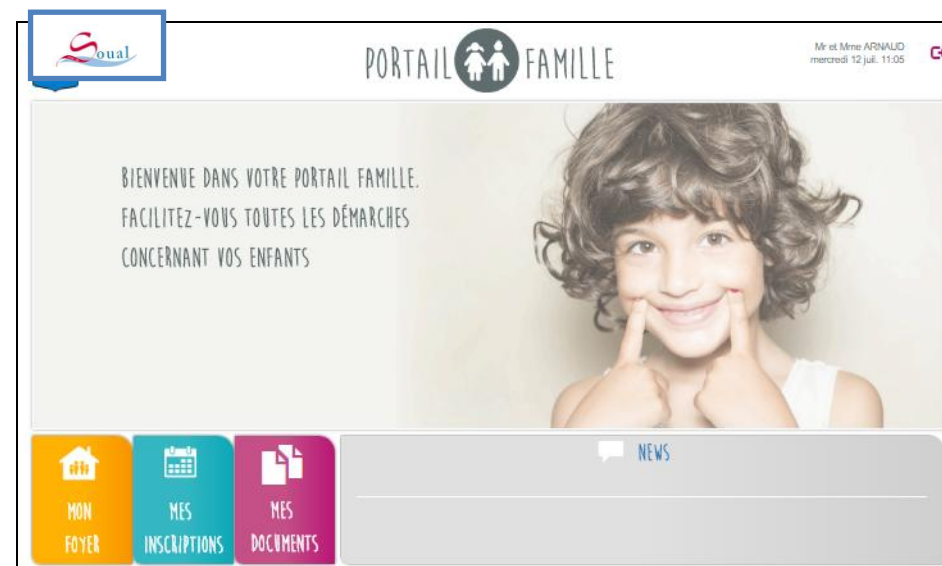 Soual
PORTAIL FAMILLE
Mr et Mme ARNAUD
mercredi 12 juil. 11:05
BIENVENUE DANS VOTRE PORTAIL FAMILLE.
FACILITEZ-VOUS TOUTES LES DÉMARCHES
CONCERNANT VOS ENFANTS
MON
FOYER
MES
INSCRIPTIONS
MES
DOCUMENTS
NEWS